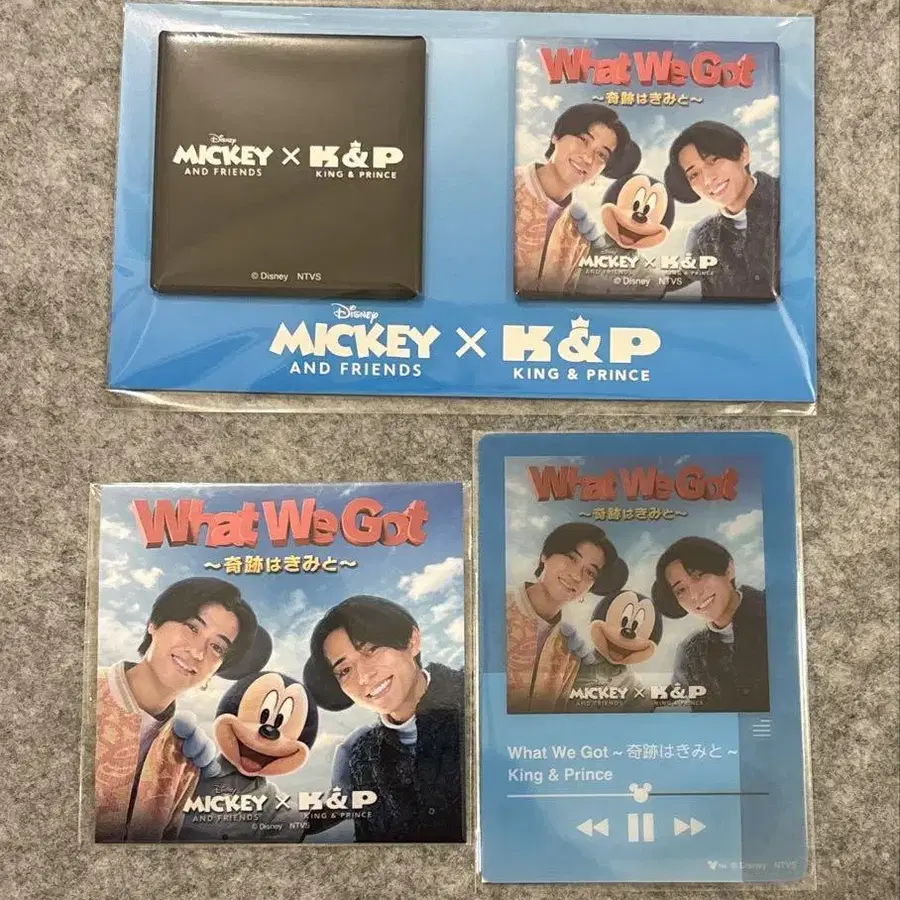 Disney
MICKEY × K&P
AND FRIENDS KING & PRINCE
© Disney NTVS
What We Got
～奇跡はきみと～
Disney
MICKEY × K&P
AND FRIENDS KING & PRINCE
© Disney NTVS
Disney
MICKEY × K&P
AND FRIENDS KING & PRINCE
What We Got
～奇跡はきみと～
Disney
MICKEY × K&P
AND FRIENDS KING & PRINCE
© Disney NTVS
What We Got
～奇跡はきみと～
MICKEY × K&P
AND FRIENDS KING & PRINCE
What We Got ～奇跡はきみと～
King & Prince
© Disney NTVS